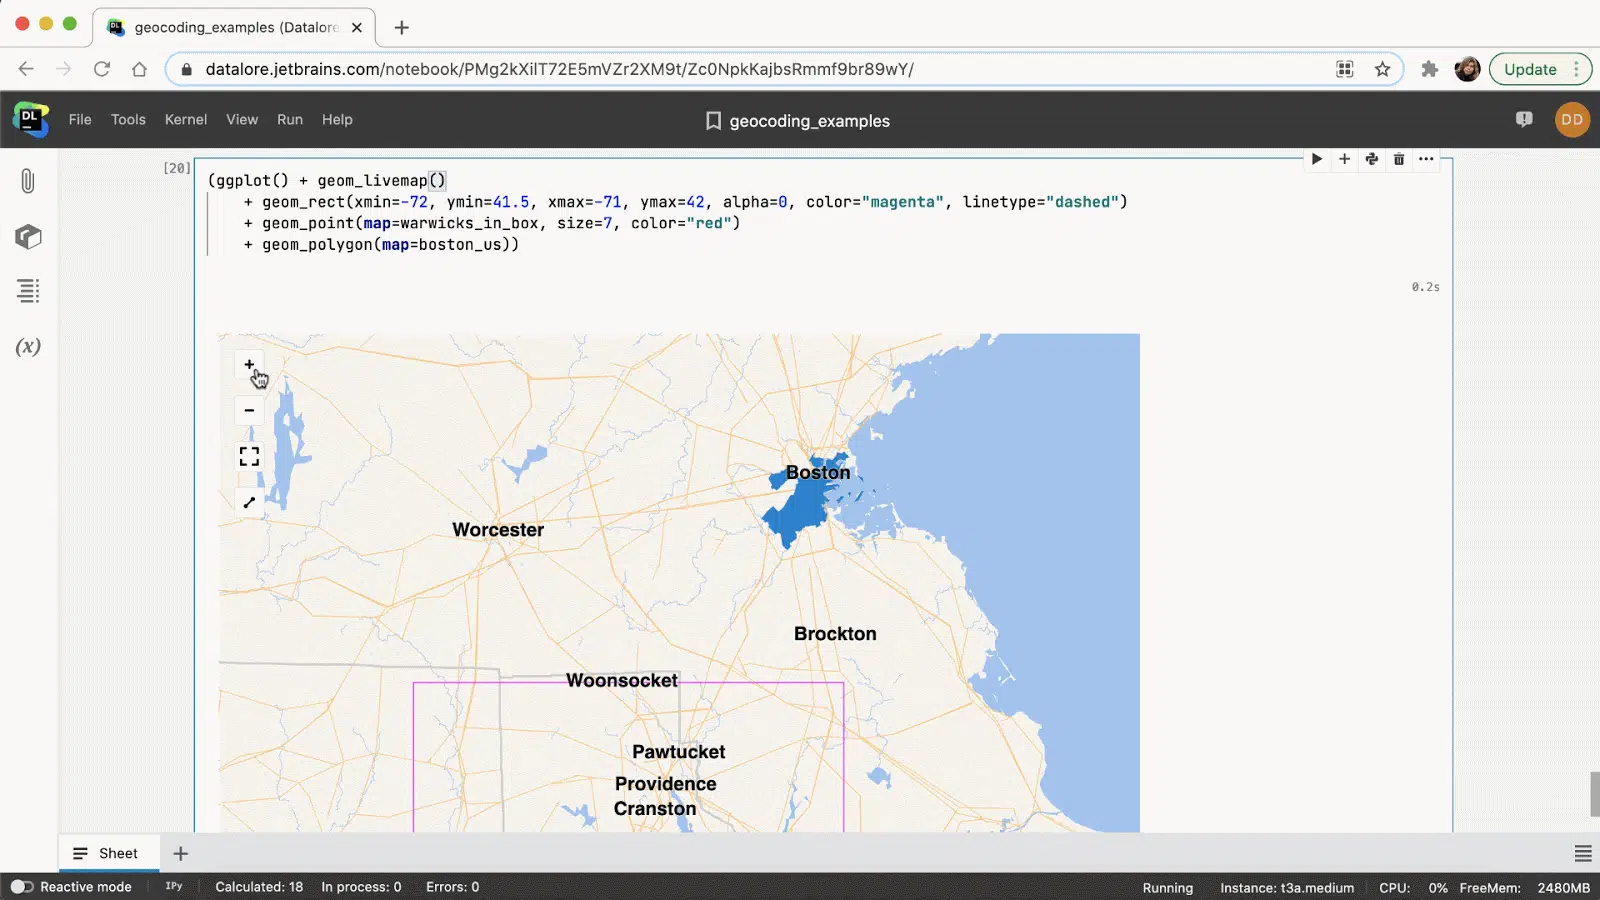 geocoding_examples (Datalore
datalore.jetbrains.com/notebook/PMg2kXilT72E5mVZr2XM9t/Zc0NpkKajbsRmmf9br89wY/
Update
DL
File Tools Kernel View Run Help
geocoding_examples
DD
[20]
(ggplot() + geom_livemap()
+ geom_rect(xmin=-72, ymin=41.5, xmax=-71, ymax=42, alpha=0, color="magenta", linetype="dashed")
+ geom_point(map=warwicks_in_box, size=7, color="red")
+ geom_polygon(map=boston_us))
0.2s
(x)
+
−
Boston
Worcester
Brockton
Woonsocket
Pawtucket
Providence
Cranston
Sheet
Reactive mode IPy Calculated: 18 In process: 0 Errors: 0 Running Instance: t3a.medium CPU: 0% FreeMem: 2480MB